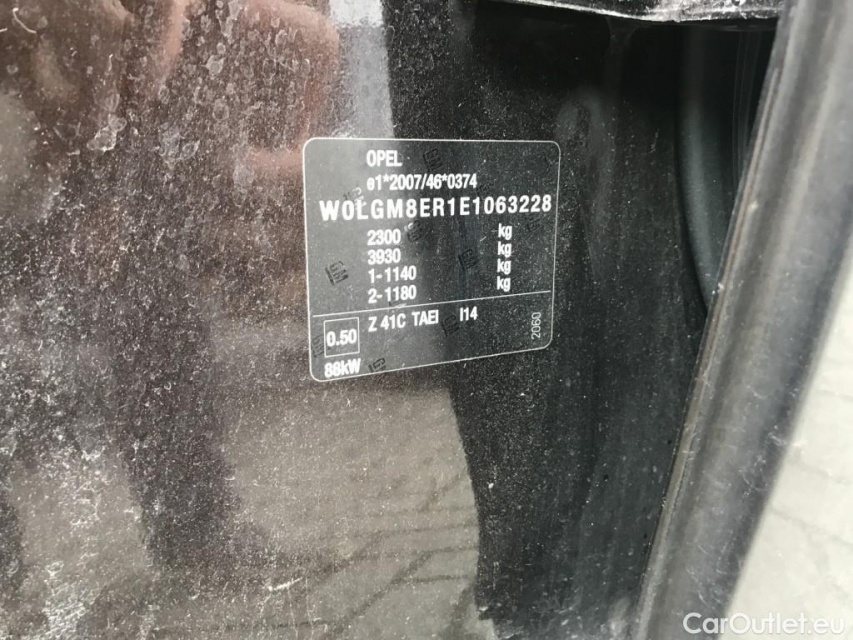 OPEL
e1*2007/46*0374
W0LGM8ER1E1063228
2300 kg
3930 kg
1-1140 kg
2-1180 kg
0.50
Z 41C TAEI I14
2060
88kW
CarOutlet.eu